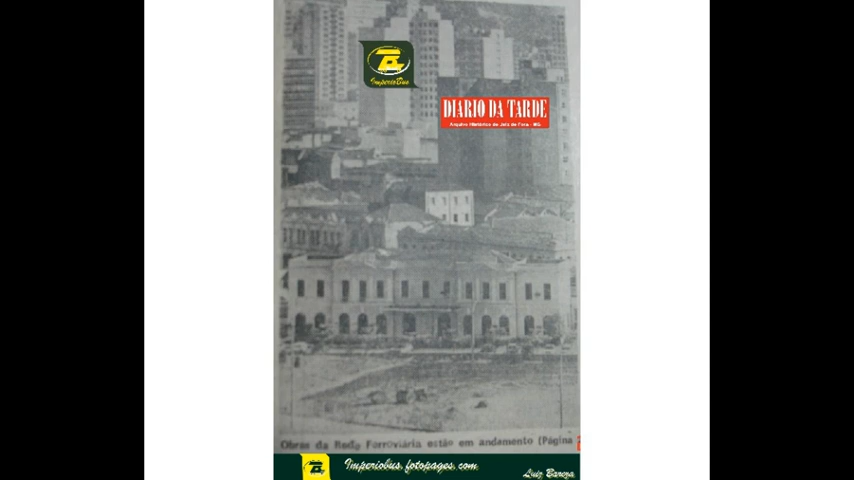 ImperioBus
DIARIO DA TARDE
Arquivo Histórico de Juiz de Fora - MG
Obras da Rede Ferroviária estão em andamento (Página
Imperiobus.fotopages.com
Luiz